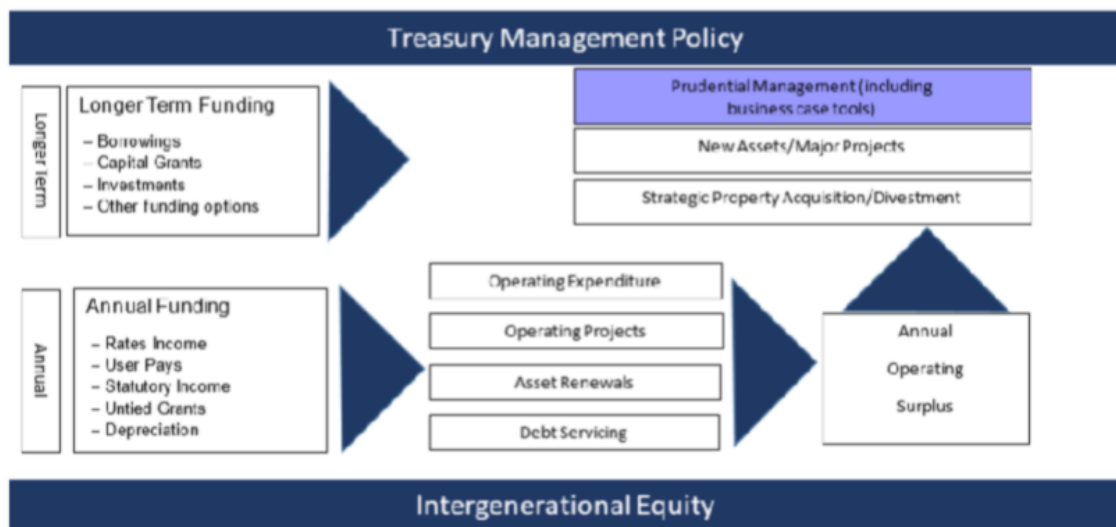 Treasury Management Policy
Longer Term
Longer Term Funding
– Borrowings
– Capital Grants
– Investments
– Other funding options
Prudential Management (including
business case tools)
New Assets/Major Projects
Strategic Property Acquisition/Divestment
Annual
Annual Funding
– Rates Income
– User Pays
– Statutory Income
– Untied Grants
– Depreciation
Operating Expenditure
Operating Projects
Asset Renewals
Debt Servicing
Annual
Operating
Surplus
Intergenerational Equity